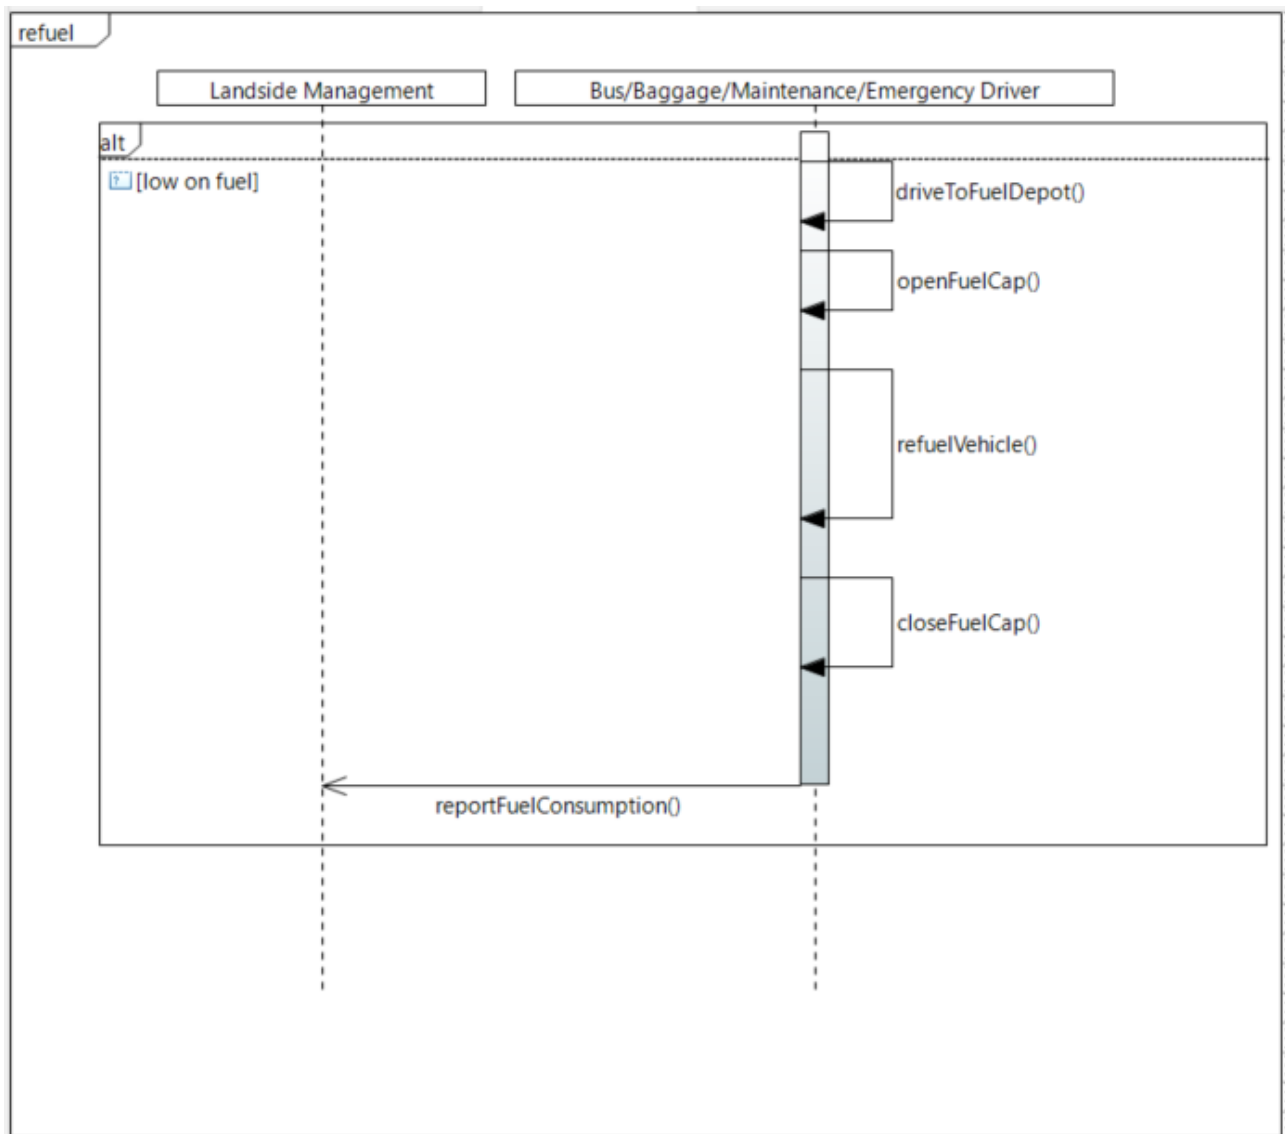 refuel
Landside Management
Bus/Baggage/Maintenance/Emergency Driver
alt
[low on fuel]
driveToFuelDepot()
openFuelCap()
refuelVehicle()
closeFuelCap()
reportFuelConsumption()